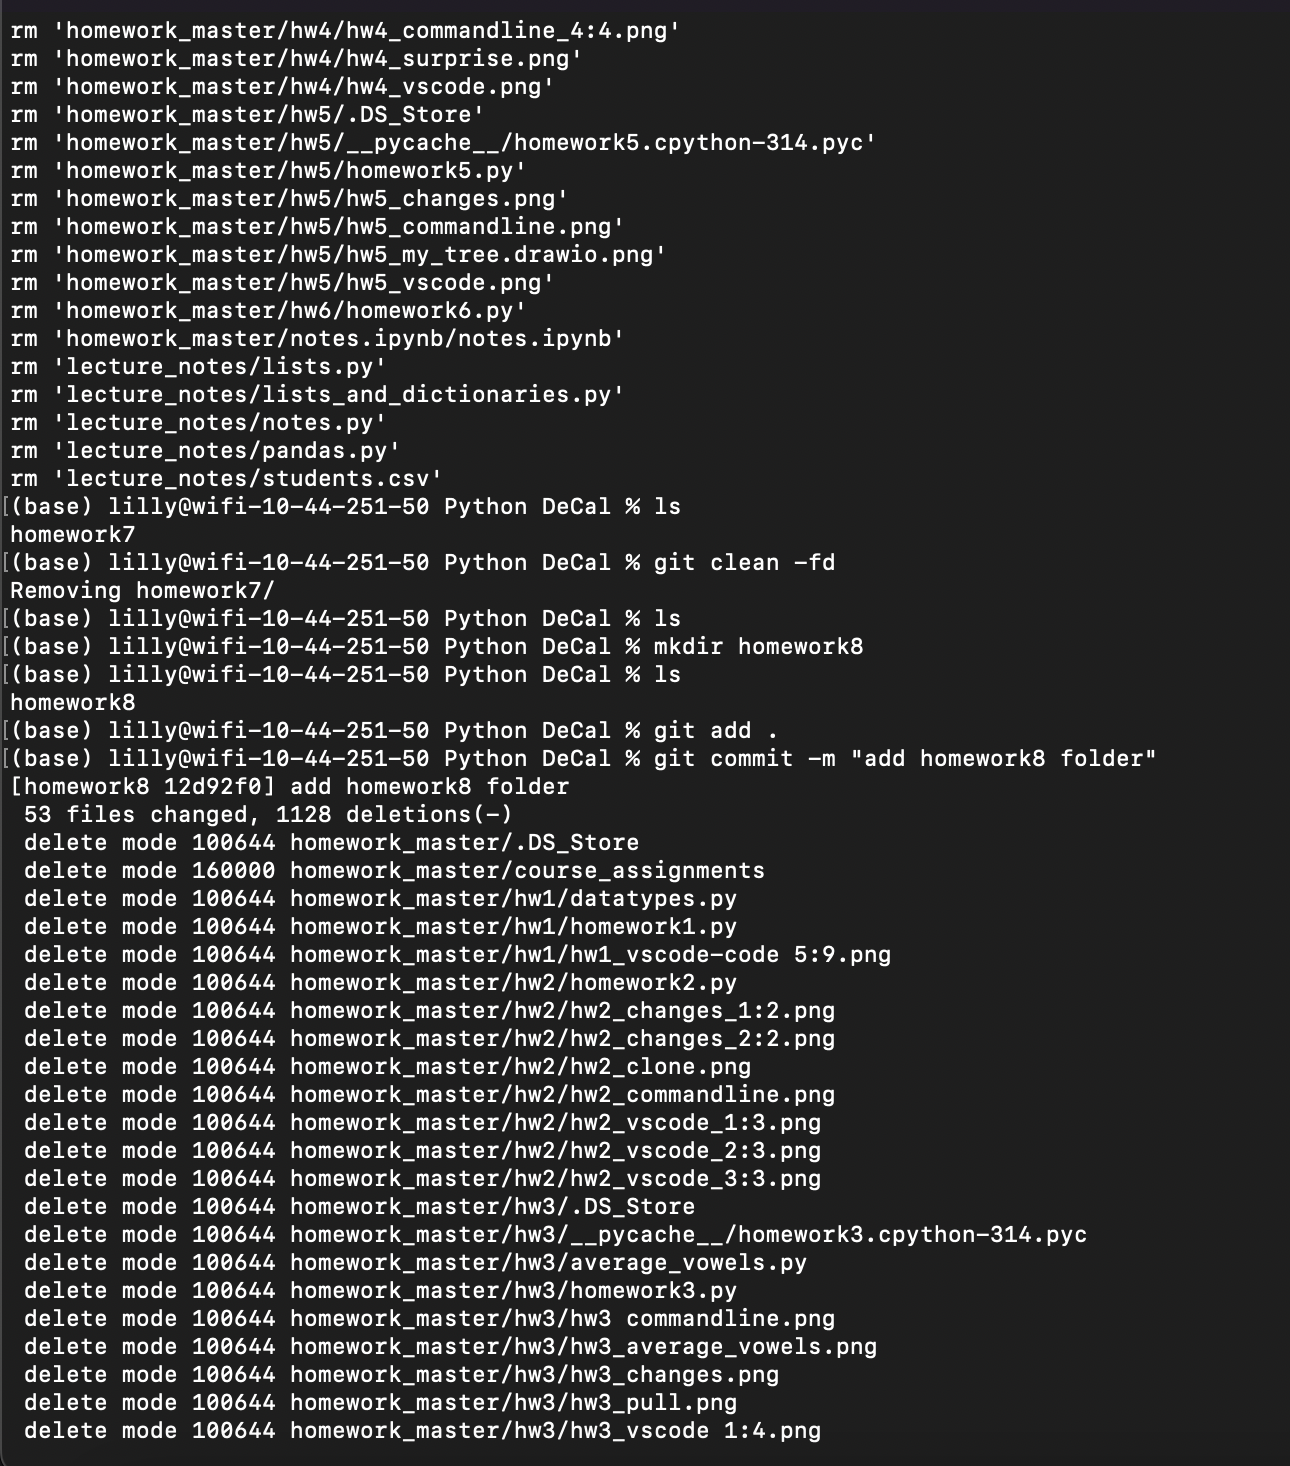 rm 'homework_master/hw4/hw4_commandline_4:4.png'
rm 'homework_master/hw4/hw4_surprise.png'
rm 'homework_master/hw4/hw4_vscode.png'
rm 'homework_master/hw5/.DS_Store'
rm 'homework_master/hw5/__pycache__/homework5.cpython-314.pyc'
rm 'homework_master/hw5/homework5.py'
rm 'homework_master/hw5/hw5_changes.png'
rm 'homework_master/hw5/hw5_commandline.png'
rm 'homework_master/hw5/hw5_my_tree.drawio.png'
rm 'homework_master/hw5/hw5_vscode.png'
rm 'homework_master/hw6/homework6.py'
rm 'homework_master/notes.ipynb/notes.ipynb'
rm 'lecture_notes/lists.py'
rm 'lecture_notes/lists_and_dictionaries.py'
rm 'lecture_notes/notes.py'
rm 'lecture_notes/pandas.py'
rm 'lecture_notes/students.csv'
[(base) lilly@wifi-10-44-251-50 Python DeCal % ls
homework7
[(base) lilly@wifi-10-44-251-50 Python DeCal % git clean -fd
Removing homework7/
[(base) lilly@wifi-10-44-251-50 Python DeCal % ls
[(base) lilly@wifi-10-44-251-50 Python DeCal % mkdir homework8
[(base) lilly@wifi-10-44-251-50 Python DeCal % ls
homework8
[(base) lilly@wifi-10-44-251-50 Python DeCal % git add .
[(base) lilly@wifi-10-44-251-50 Python DeCal % git commit -m "add homework8 folder"
[homework8 12d92f0] add homework8 folder
 53 files changed, 1128 deletions(-)
 delete mode 100644 homework_master/.DS_Store
 delete mode 160000 homework_master/course_assignments
 delete mode 100644 homework_master/hw1/datatypes.py
 delete mode 100644 homework_master/hw1/homework1.py
 delete mode 100644 homework_master/hw1/hw1_vscode-code 5:9.png
 delete mode 100644 homework_master/hw2/homework2.py
 delete mode 100644 homework_master/hw2/hw2_changes_1:2.png
 delete mode 100644 homework_master/hw2/hw2_changes_2:2.png
 delete mode 100644 homework_master/hw2/hw2_clone.png
 delete mode 100644 homework_master/hw2/hw2_commandline.png
 delete mode 100644 homework_master/hw2/hw2_vscode_1:3.png
 delete mode 100644 homework_master/hw2/hw2_vscode_2:3.png
 delete mode 100644 homework_master/hw2/hw2_vscode_3:3.png
 delete mode 100644 homework_master/hw3/.DS_Store
 delete mode 100644 homework_master/hw3/__pycache__/homework3.cpython-314.pyc
 delete mode 100644 homework_master/hw3/average_vowels.py
 delete mode 100644 homework_master/hw3/homework3.py
 delete mode 100644 homework_master/hw3/hw3 commandline.png
 delete mode 100644 homework_master/hw3/hw3_average_vowels.png
 delete mode 100644 homework_master/hw3/hw3_changes.png
 delete mode 100644 homework_master/hw3/hw3_pull.png
 delete mode 100644 homework_master/hw3/hw3_vscode 1:4.png